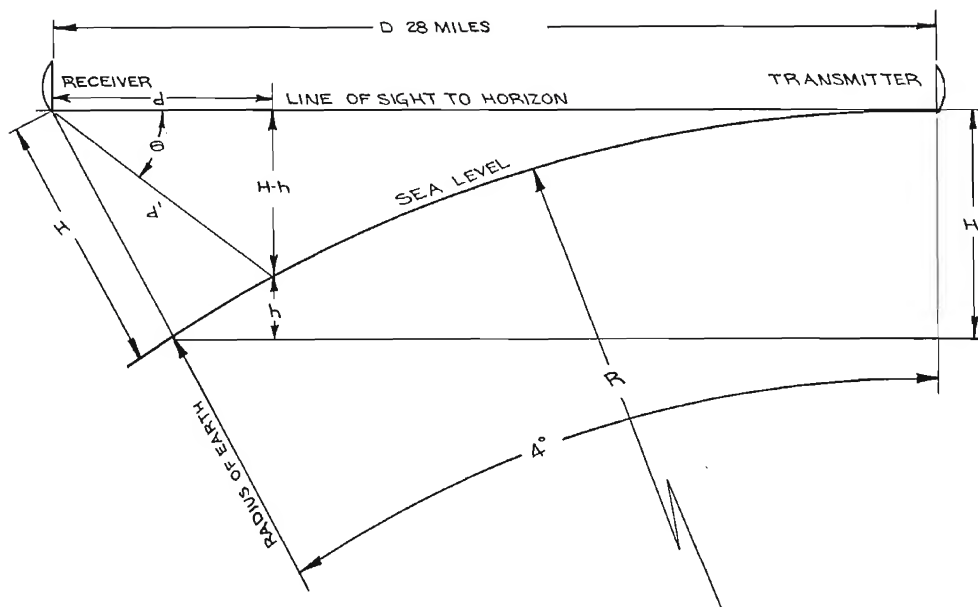 D 28 MILES
RECEIVER
TRANSMITTER
d
LINE OF SIGHT TO HORIZON
θ
H
d'
H-h
SEA LEVEL
H
h
R
RADIUS OF EARTH
4°